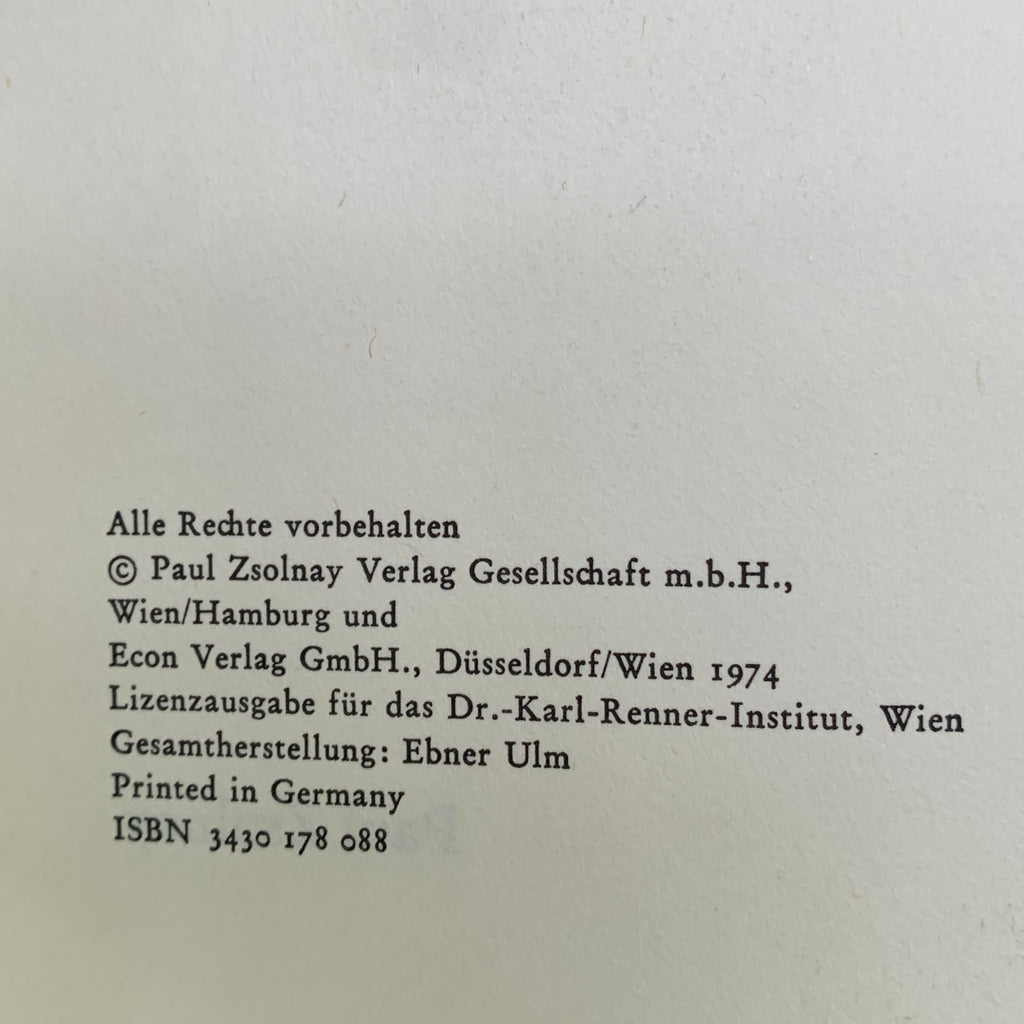 Alle Rechte vorbehalten
© Paul Zsolnay Verlag Gesellschaft m.b.H.,
Wien/Hamburg und
Econ Verlag GmbH., Düsseldorf/Wien 1974
Lizenzausgabe für das Dr.-Karl-Renner-Institut, Wien
Gesamtherstellung: Ebner Ulm
Printed in Germany
ISBN 3430 178 088